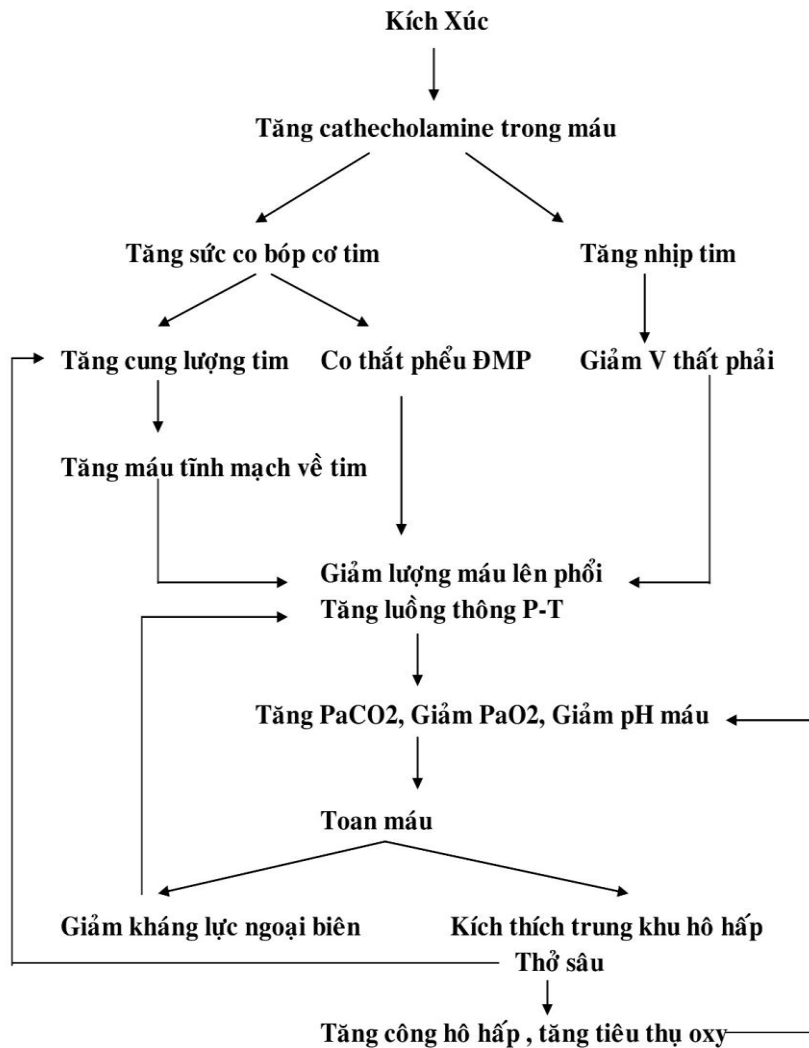 Kích Xúc
Tăng cathecholamine trong máu
Tăng sức co bóp cơ tim
Tăng nhịp tim
Tăng cung lượng tim
Co thắt phểu ĐMP
Giảm V thất phải
Tăng máu tĩnh mạch về tim
Giảm lượng máu lên phổi
Tăng luồng thông P-T
Tăng PaCO2, Giảm PaO2, Giảm pH máu
Toan máu
Giảm kháng lực ngoại biên
Kích thích trung khu hô hấp
Thở sâu
Tăng công hô hấp , tăng tiêu thụ oxy